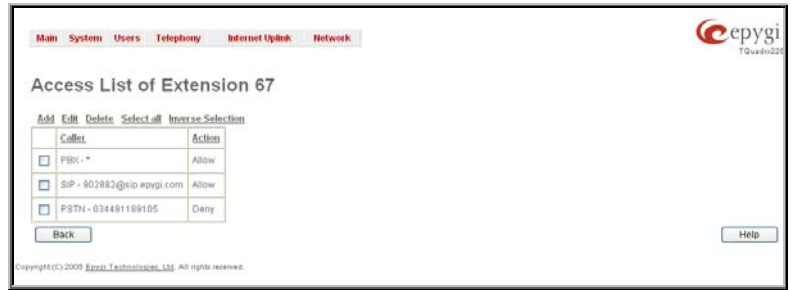 Main System Users Telephony Internet Uplink Network
epygi
TQuadro228
Access List of Extension 67
Add Edit Delete Select all Inverse Selection
Caller Action
PBX - * Allow
SIP - 902882@sip.epygi.com Allow
PSTN - 034491189105 Deny
Back Help
Copyright (C) 2005 Epygi Technologies, Ltd. All rights reserved.